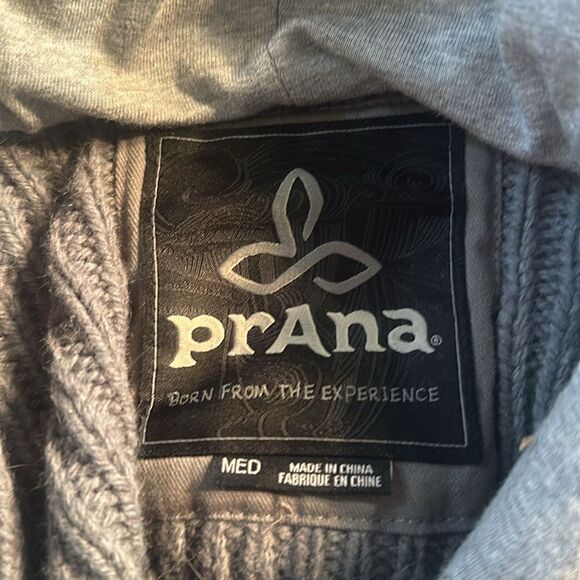 prAna®
BORN FROM THE EXPERIENCE
MED
MADE IN CHINA
FABRIQUE EN CHINE